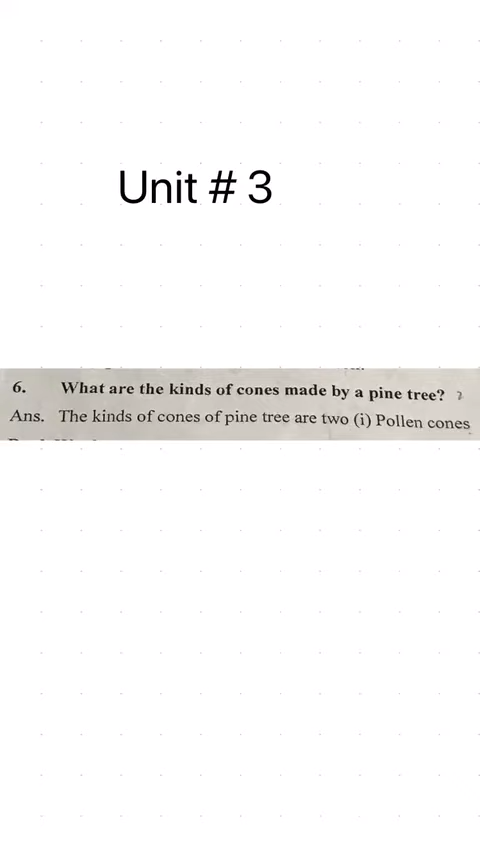 Unit # 3
6. What are the kinds of cones made by a pine tree?
Ans. The kinds of cones of pine tree are two (i) Pollen cones